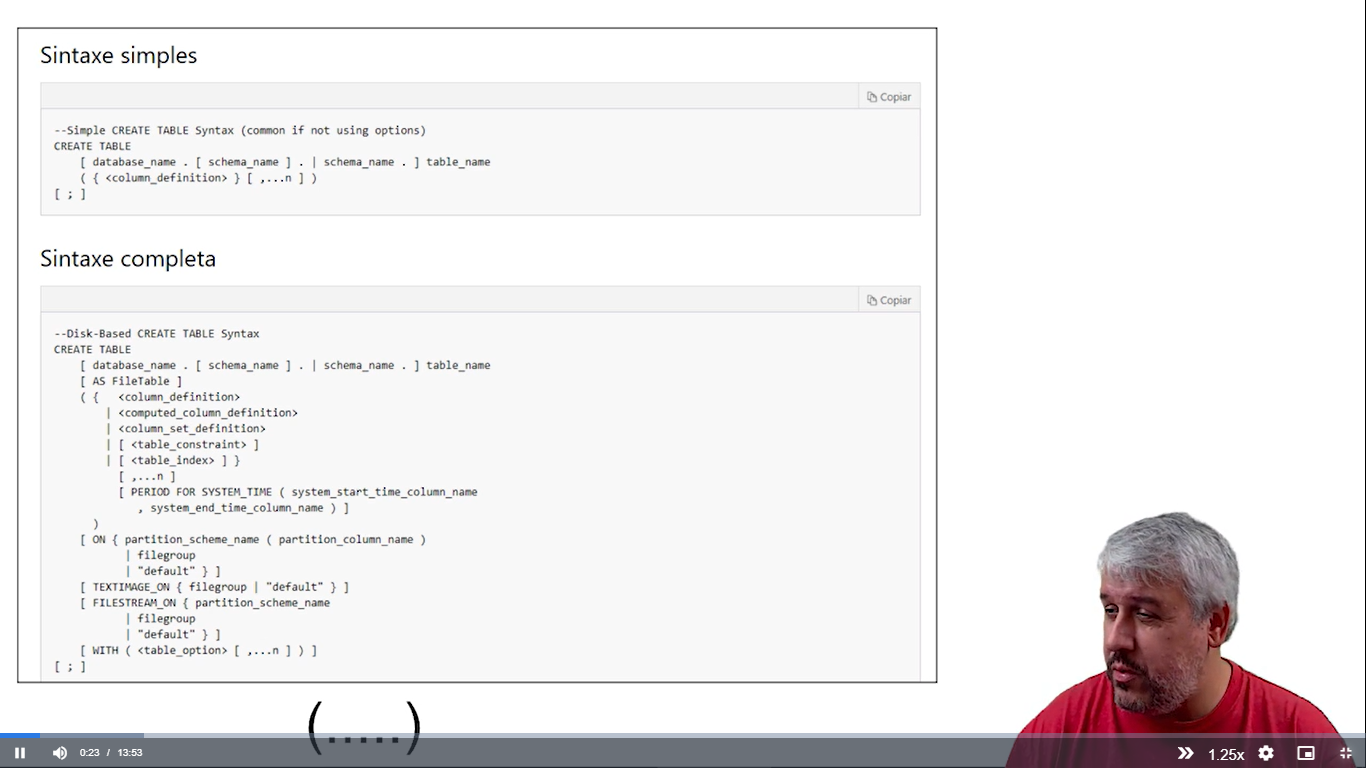 Sintaxe simples
Copiar
--Simple CREATE TABLE Syntax (common if not using options)
CREATE TABLE
[ database_name . [ schema_name ] . | schema_name . ] table_name
( { <column_definition> } [ ,...n ] )
[ ; ]
Sintaxe completa
Copiar
--Disk-Based CREATE TABLE Syntax
CREATE TABLE
[ database_name . [ schema_name ] . | schema_name . ] table_name
[ AS FileTable ]
( { <column_definition>
| <computed_column_definition>
| <column_set_definition>
| [ <table_constraint> ]
| [ <table_index> ] }
[ ,...n ]
[ PERIOD FOR SYSTEM_TIME ( system_start_time_column_name
, system_end_time_column_name ) ]
)
[ ON { partition_scheme_name ( partition_column_name )
| filegroup
| "default" } ]
[ TEXTIMAGE_ON { filegroup | "default" } ]
[ FILESTREAM_ON { partition_scheme_name
| filegroup
| "default" } ]
[ WITH ( <table_option> [ ,...n ] ) ]
[ ; ]
(.....)
0:23 / 13:53
1.25x